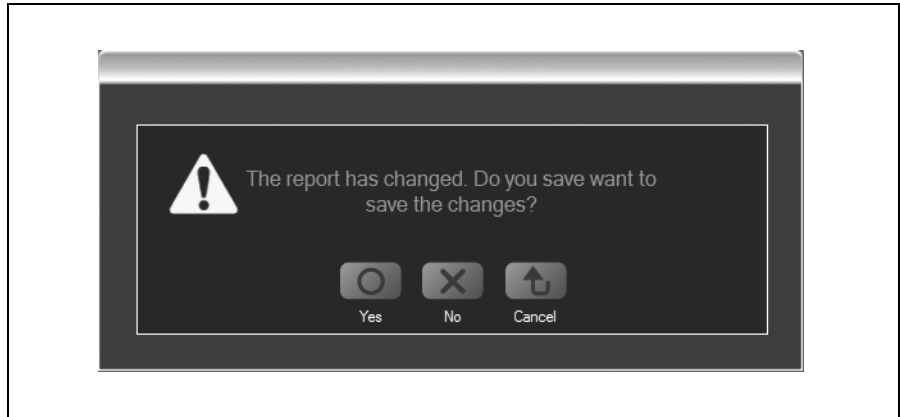 The report has changed. Do you save want to
save the changes?
Yes No Cancel